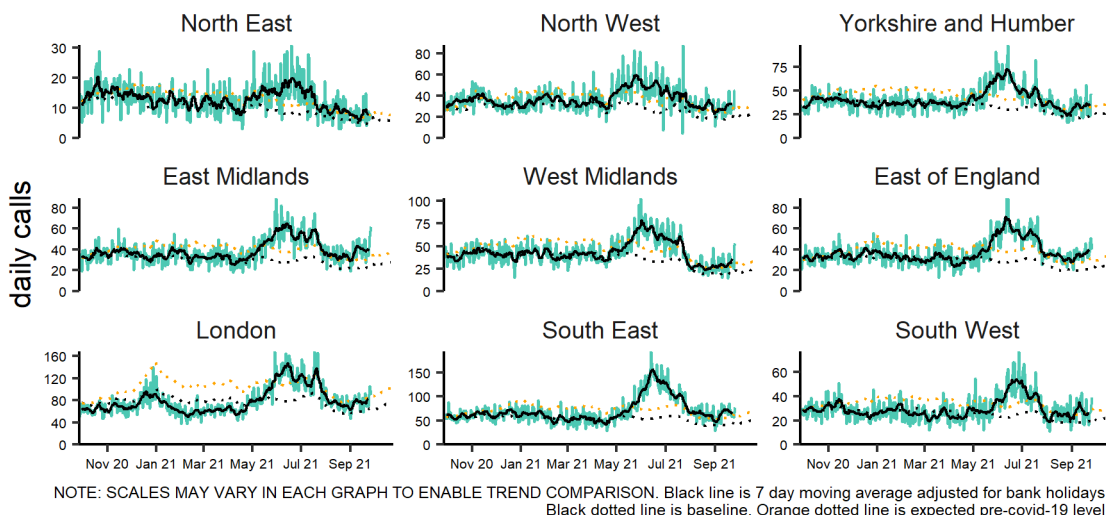 North East
North West
Yorkshire and Humber
30
20
10
0
80
60
40
20
0
75
50
25
0
East Midlands
West Midlands
East of England
daily calls
80
60
40
20
0
100
75
50
25
0
80
60
40
20
0
London
South East
South West
160
120
80
40
0
150
100
50
0
60
40
20
0
Nov 20 Jan 21 Mar 21 May 21 Jul 21 Sep 21
Nov 20 Jan 21 Mar 21 May 21 Jul 21 Sep 21
Nov 20 Jan 21 Mar 21 May 21 Jul 21 Sep 21
NOTE: SCALES MAY VARY IN EACH GRAPH TO ENABLE TREND COMPARISON. Black line is 7 day moving average adjusted for bank holidays
Black dotted line is baseline. Orange dotted line is expected pre-covid-19 level